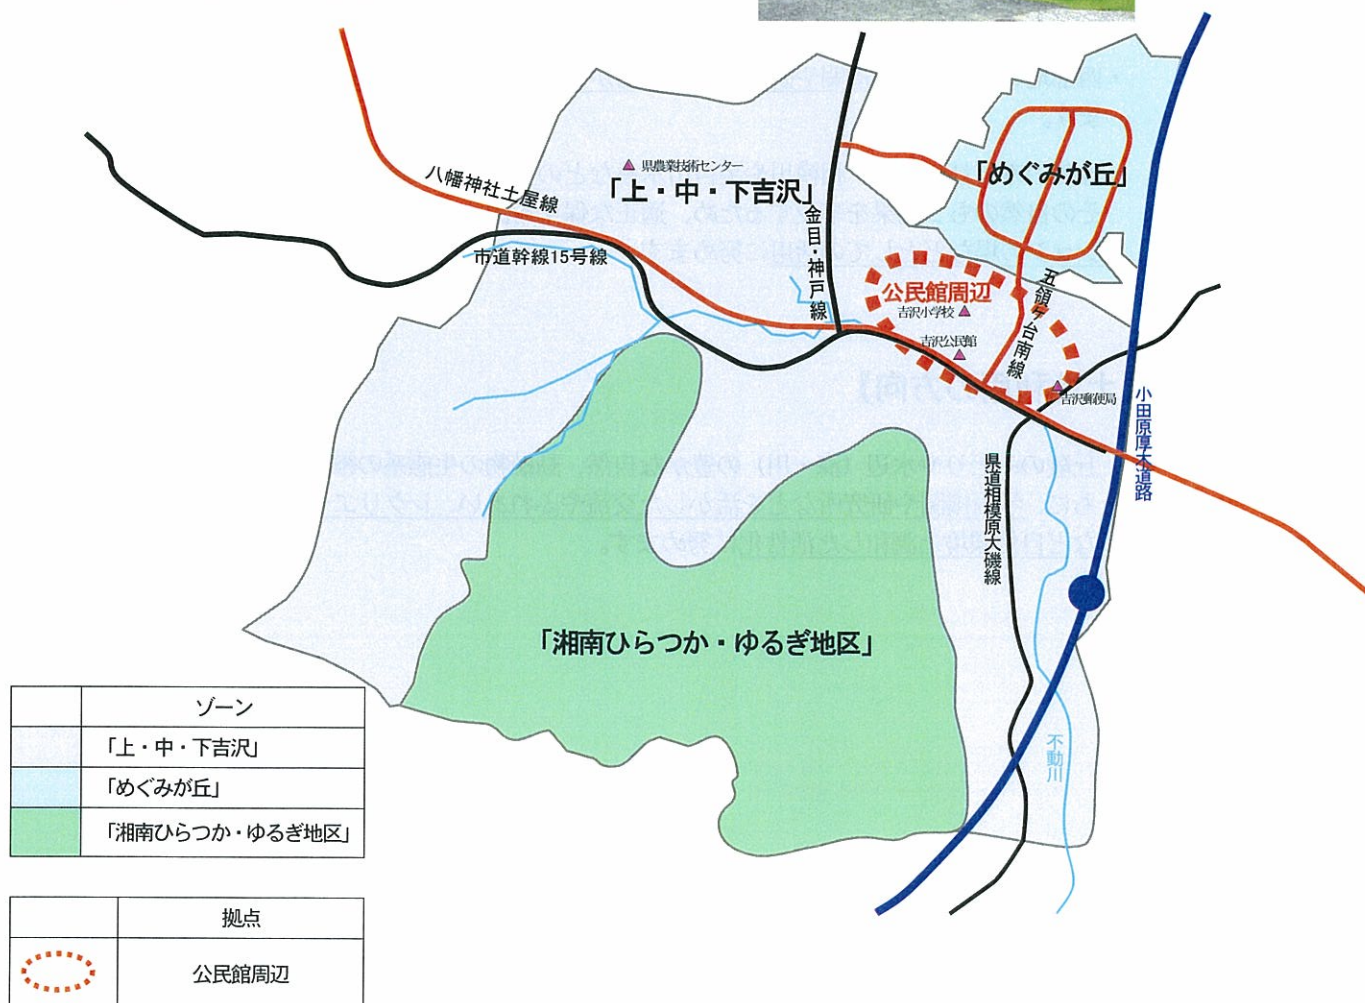 県農業技術センター
「上・中・下吉沢」
「めぐみが丘」
八幡神社土屋線
市道幹線15号線
金目・神戸線
公民館周辺
吉沢小学校
吉沢公民館
五領ヶ台南線
吉沢郵便局
小田原厚木道路
県道相模原大磯線
「湘南ひらつか・ゆるぎ地区」
不動川
ゾーン
「上・中・下吉沢」
「めぐみが丘」
「湘南ひらつか・ゆるぎ地区」
拠点
公民館周辺